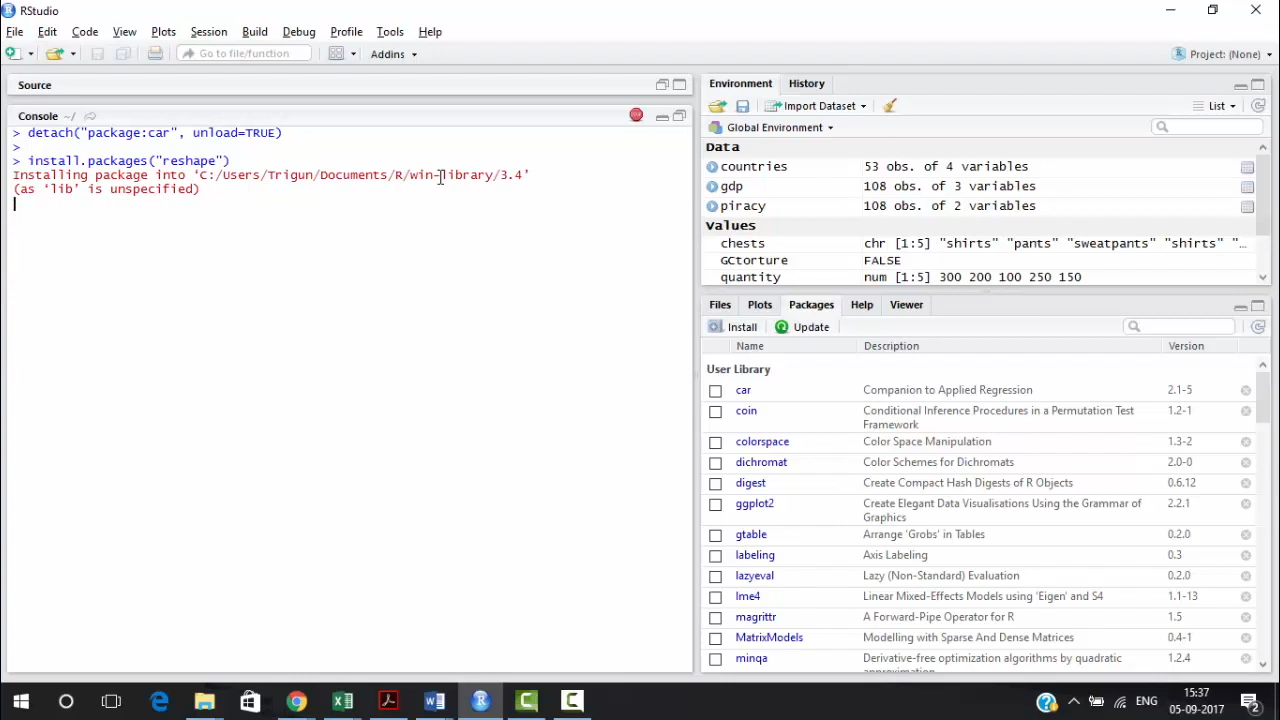 RStudio
File Edit Code View Plots Session Build Debug Profile Tools Help
Go to file/function Addins Project: (None)
Source
Console ~/
> detach("package:car", unload=TRUE)
>
> install.packages("reshape")
Installing package into ‘C:/Users/Trigun/Documents/R/win-library/3.4’
(as ‘lib’ is unspecified)
Environment History
Import Dataset List
Global Environment
Data
countries 53 obs. of 4 variables
gdp 108 obs. of 3 variables
piracy 108 obs. of 2 variables
Values
chests chr [1:5] "shirts" "pants" "sweatpants" "shirts" "…
GCtorture FALSE
quantity num [1:5] 300 200 100 250 150
Files Plots Packages Help Viewer
Install Update
Name Description Version
User Library
car Companion to Applied Regression 2.1-5
coin Conditional Inference Procedures in a Permutation Test 1.2-1
Framework
colorspace Color Space Manipulation 1.3-2
dichromat Color Schemes for Dichromats 2.0-0
digest Create Compact Hash Digests of R Objects 0.6.12
ggplot2 Create Elegant Data Visualisations Using the Grammar of 2.2.1
Graphics
gtable Arrange 'Grobs' in Tables 0.2.0
labeling Axis Labeling 0.3
lazyeval Lazy (Non-Standard) Evaluation 0.2.0
lme4 Linear Mixed-Effects Models using 'Eigen' and S4 1.1-13
magrittr A Forward-Pipe Operator for R 1.5
MatrixModels Modelling with Sparse And Dense Matrices 0.4-1
minqa Derivative-free optimization algorithms by quadratic 1.2.4
approximation
ENG 15:37
05-09-2017 2